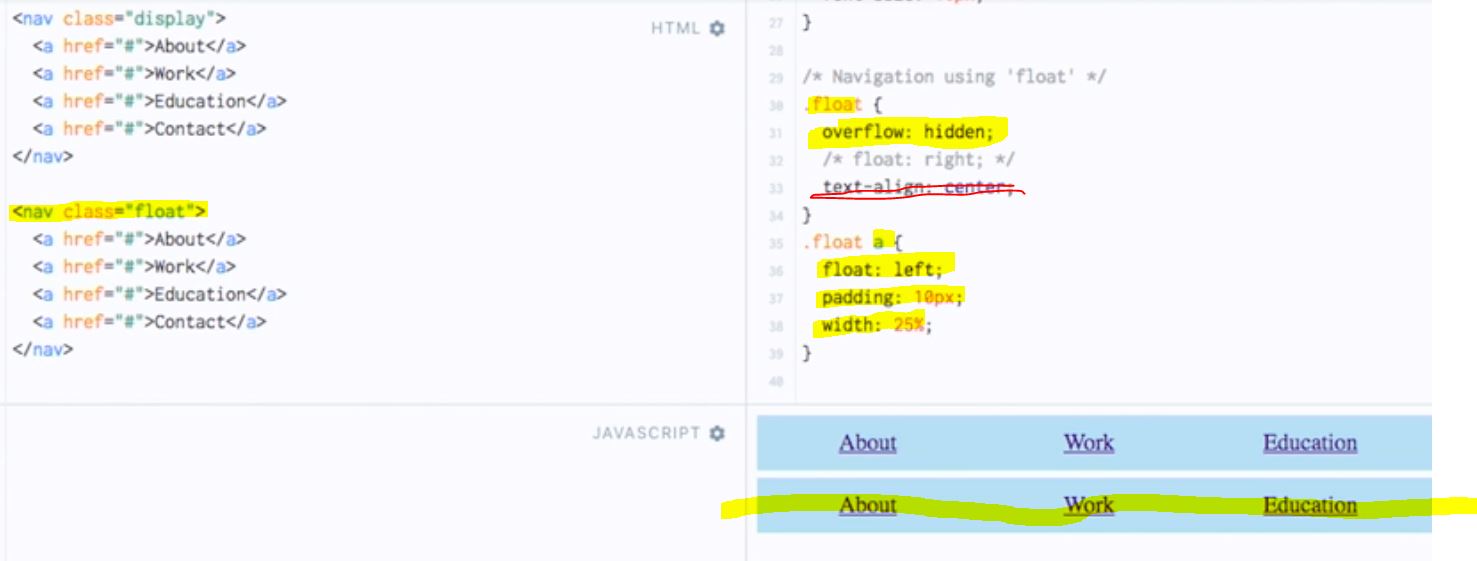 <nav class="display">
<a href="#">About</a>
<a href="#">Work</a>
<a href="#">Education</a>
<a href="#">Contact</a>
</nav>
<nav class="float">
<a href="#">About</a>
<a href="#">Work</a>
<a href="#">Education</a>
<a href="#">Contact</a>
</nav>
HTML
27 }
28
29 /* Navigation using 'float' */
30 .float {
31 overflow: hidden;
32 /* float: right; */
33 text-align: center;
34 }
35 .float a {
36 float: left;
37 padding: 10px;
38 width: 25%;
39 }
40
JAVASCRIPT
About Work Education
About Work Education